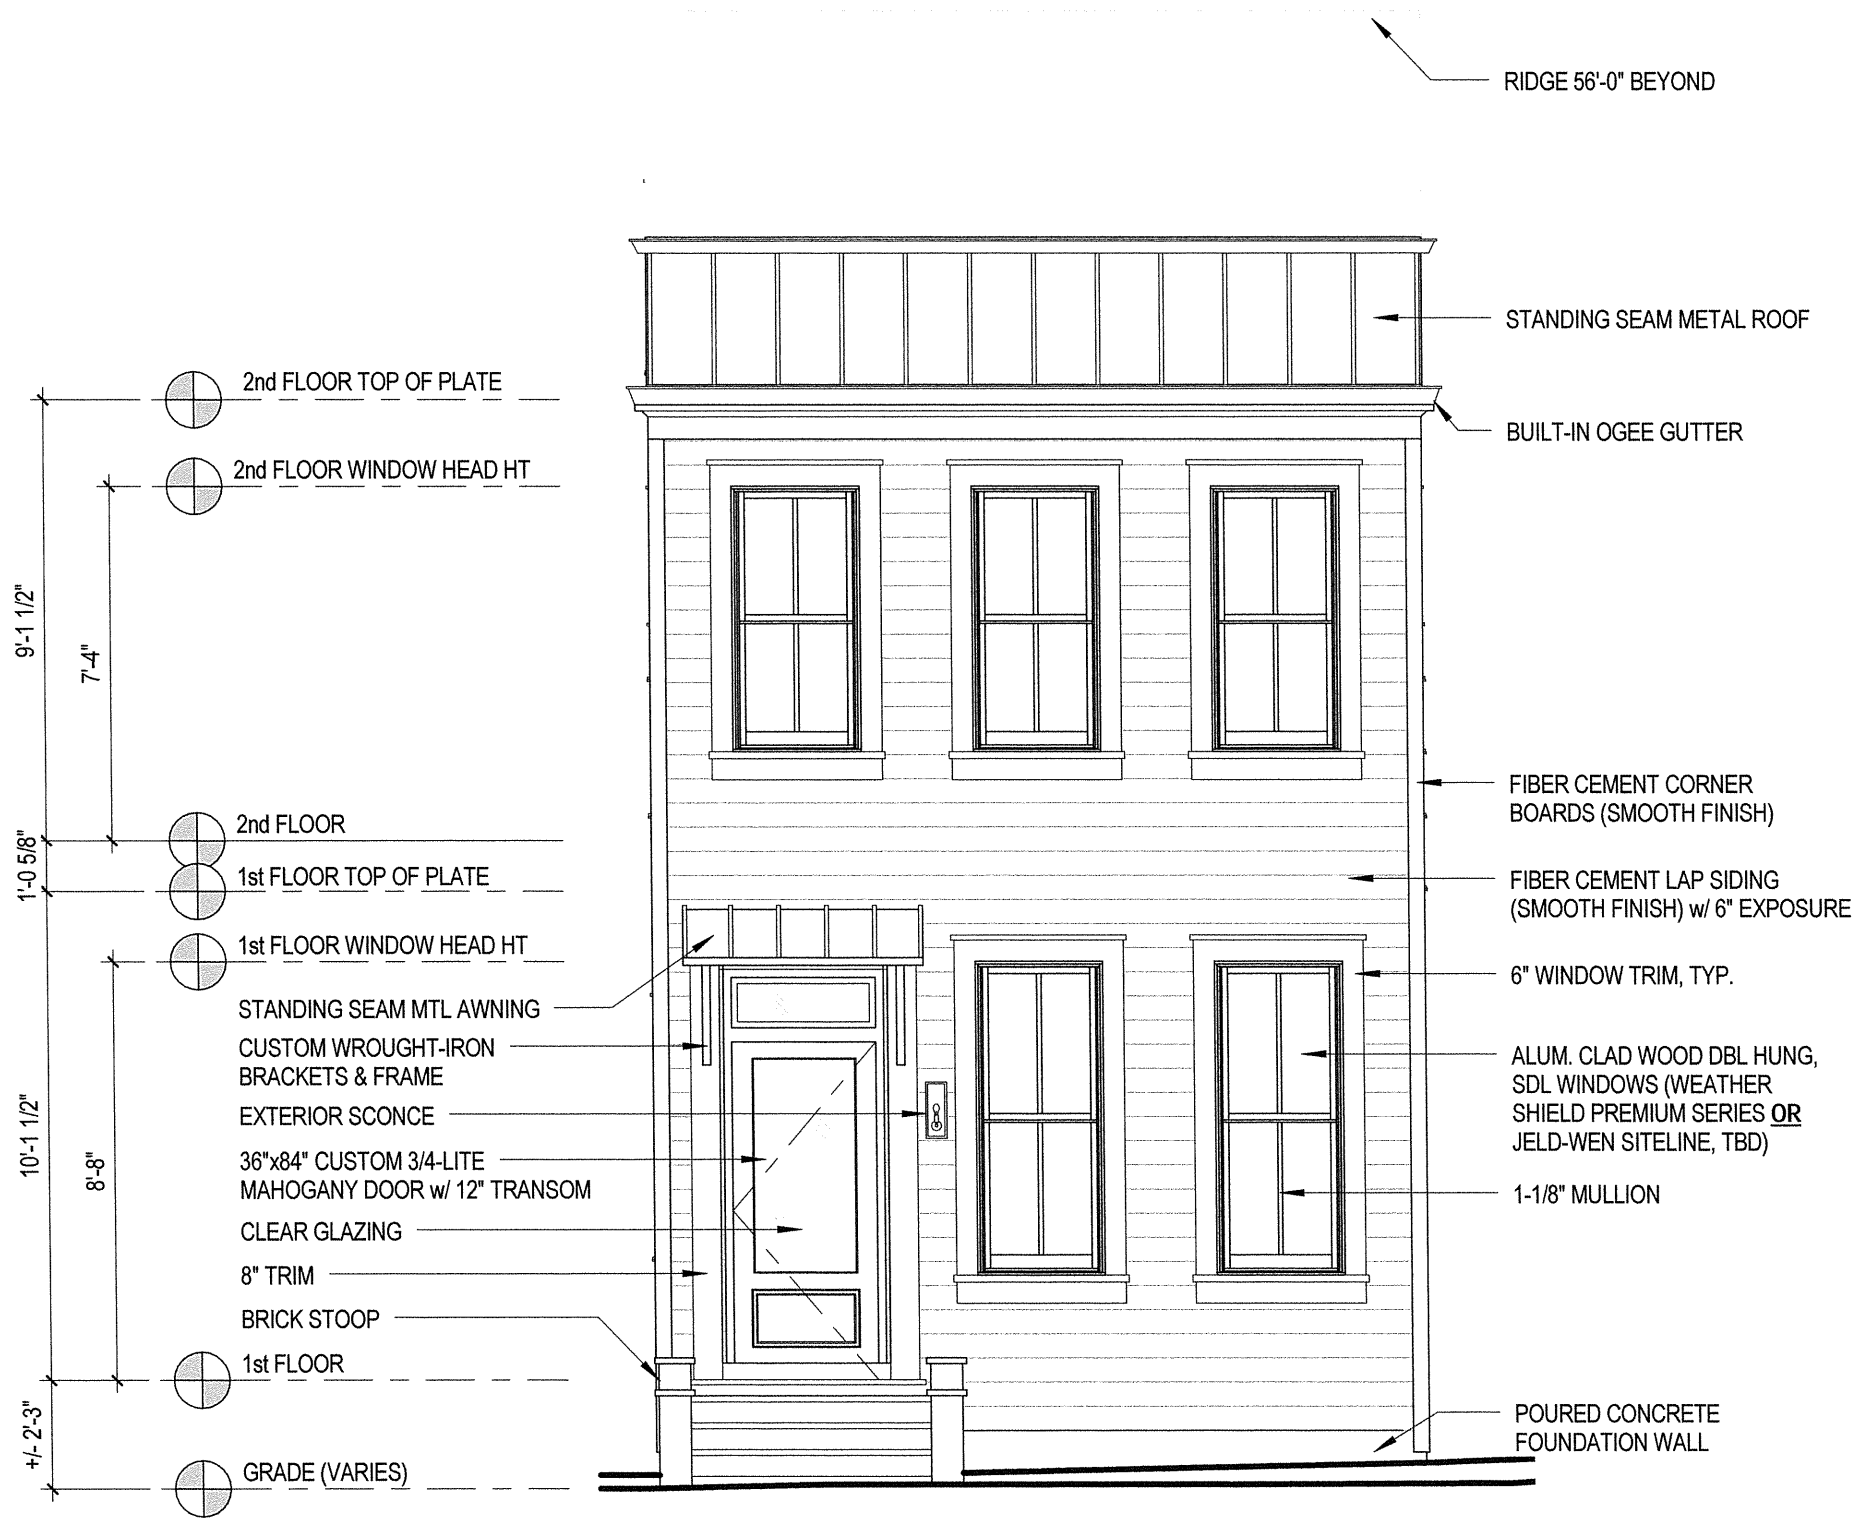 RIDGE 56'-0" BEYOND
STANDING SEAM METAL ROOF
2nd FLOOR TOP OF PLATE
BUILT-IN OGEE GUTTER
2nd FLOOR WINDOW HEAD HT
9'-1 1/2"
7'-4"
FIBER CEMENT CORNER
BOARDS (SMOOTH FINISH)
2nd FLOOR
1'-0 5/8"
1st FLOOR TOP OF PLATE
FIBER CEMENT LAP SIDING
(SMOOTH FINISH) w/ 6" EXPOSURE
1st FLOOR WINDOW HEAD HT
6" WINDOW TRIM, TYP.
STANDING SEAM MTL AWNING
CUSTOM WROUGHT-IRON
BRACKETS & FRAME
ALUM. CLAD WOOD DBL HUNG,
SDL WINDOWS (WEATHER
SHIELD PREMIUM SERIES OR
JELD-WEN SITELINE, TBD)
EXTERIOR SCONCE
10'-1 1/2"
8'-8"
36"x84" CUSTOM 3/4-LITE
MAHOGANY DOOR w/ 12" TRANSOM
1-1/8" MULLION
CLEAR GLAZING
8" TRIM
BRICK STOOP
1st FLOOR
+/- 2'-3"
POURED CONCRETE
FOUNDATION WALL
GRADE (VARIES)